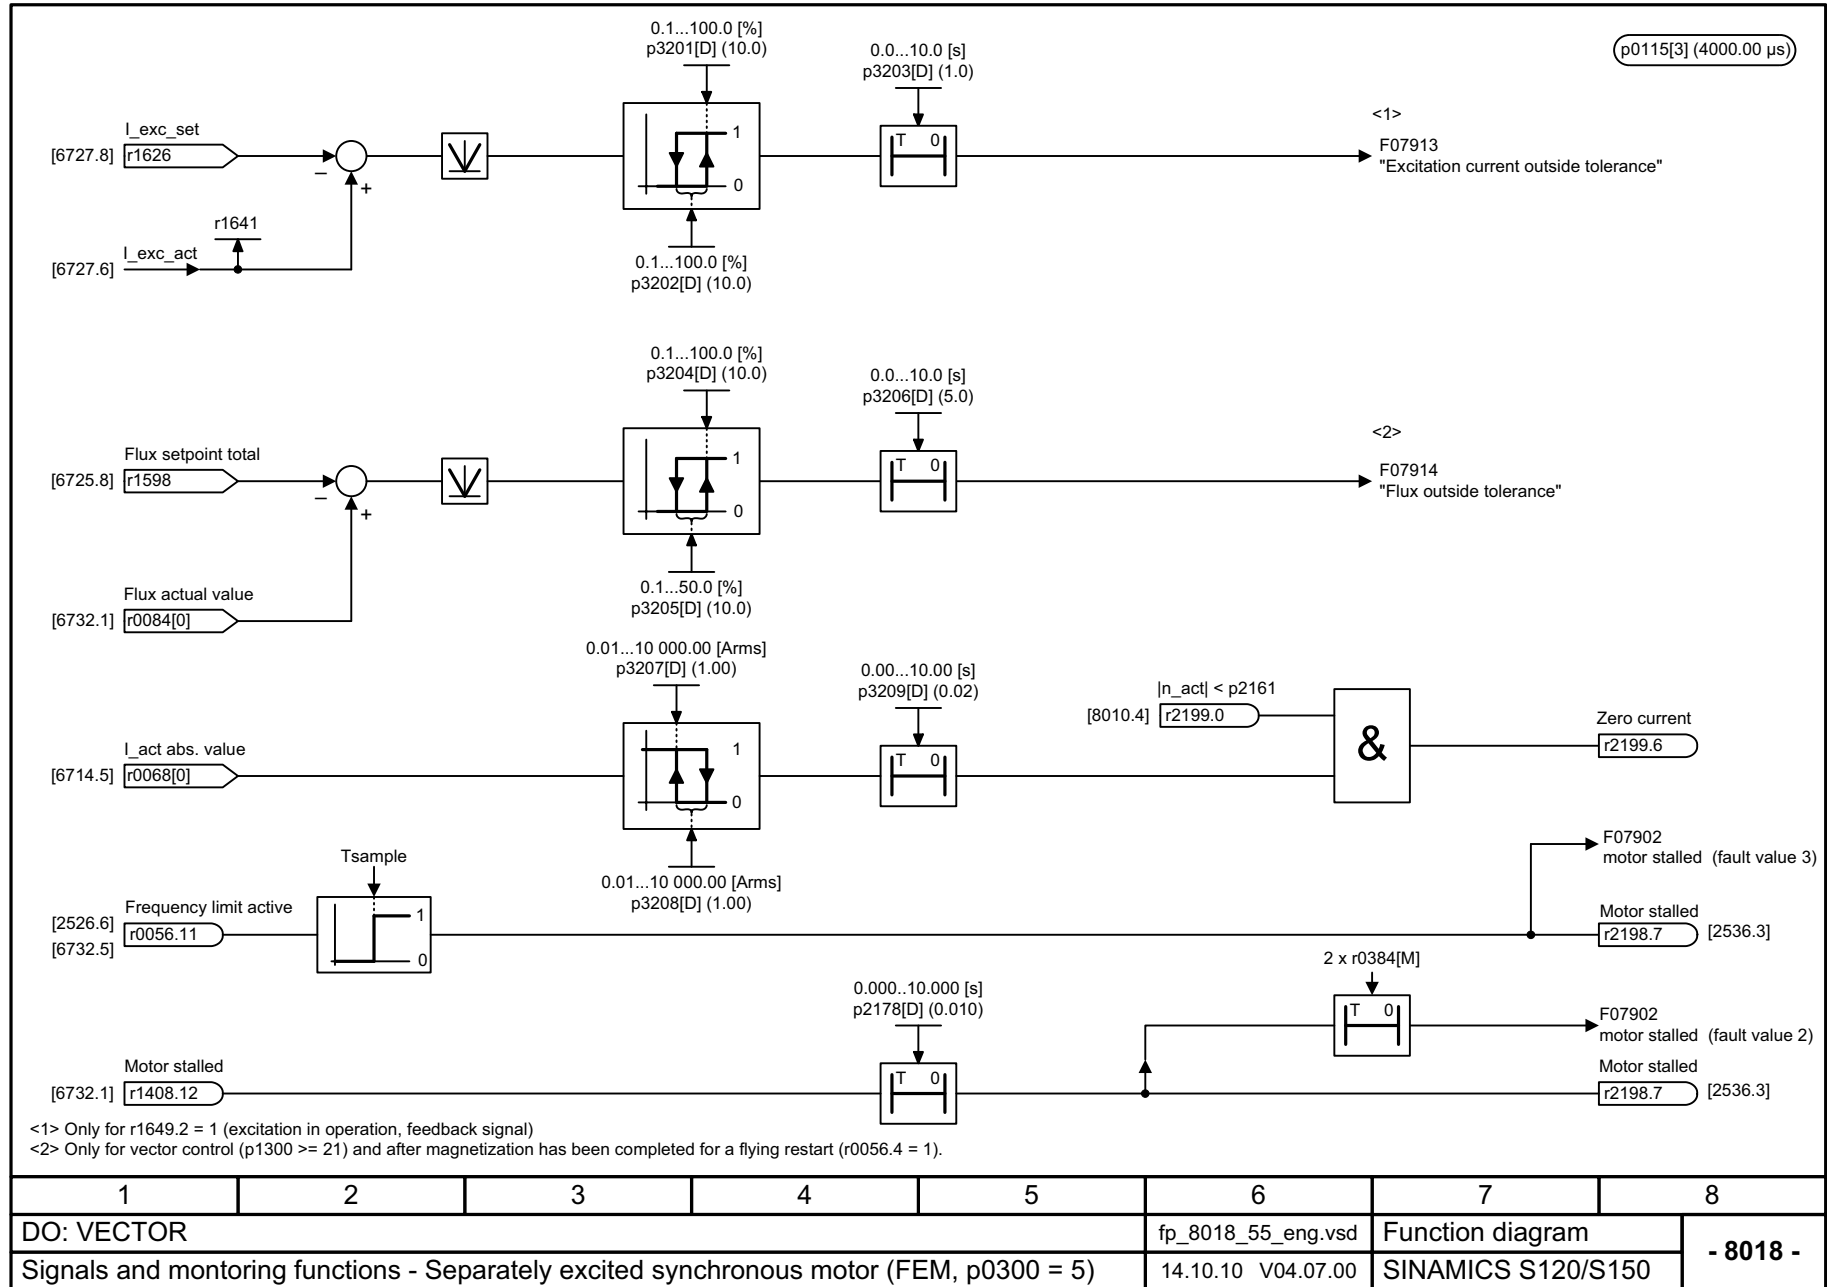 0.1...100.0 [%]
p3201[D] (10.0)
0.0...10.0 [s]
p3203[D] (1.0)
p0115[3] (4000.00 µs)
I_exc_set
[6727.8]
r1626
–
+
1
0
T 0
<1>
F07913
"Excitation current outside tolerance"
r1641
I_exc_act
[6727.6]
0.1...100.0 [%]
p3202[D] (10.0)
0.1...100.0 [%]
p3204[D] (10.0)
0.0...10.0 [s]
p3206[D] (5.0)
Flux setpoint total
[6725.8]
r1598
–
+
1
0
T 0
<2>
F07914
"Flux outside tolerance"
0.1...50.0 [%]
p3205[D] (10.0)
Flux actual value
[6732.1]
r0084[0]
0.01...10 000.00 [Arms]
p3207[D] (1.00)
0.00...10.00 [s]
p3209[D] (0.02)
|n_act| < p2161
[8010.4]
r2199.0
I_act abs. value
[6714.5]
r0068[0]
1
0
T 0
&
Zero current
r2199.6
0.01...10 000.00 [Arms]
p3208[D] (1.00)
Tsample
Frequency limit active
[2526.6]
[6732.5]
r0056.11
1
0
F07902
motor stalled (fault value 3)
Motor stalled
r2198.7
[2536.3]
2 x r0384[M]
T 0
F07902
motor stalled (fault value 2)
0.000..10.000 [s]
p2178[D] (0.010)
Motor stalled
[6732.1]
r1408.12
T 0
Motor stalled
r2198.7
[2536.3]
<1> Only for r1649.2 = 1 (excitation in operation, feedback signal)
<2> Only for vector control (p1300 >= 21) and after magnetization has been completed for a flying restart (r0056.4 = 1).
1 2 3 4 5 6 7 8
DO: VECTOR
fp_8018_55_eng.vsd
Function diagram
- 8018 -
Signals and montoring functions - Separately excited synchronous motor (FEM, p0300 = 5)
14.10.10 V04.07.00
SINAMICS S120/S150